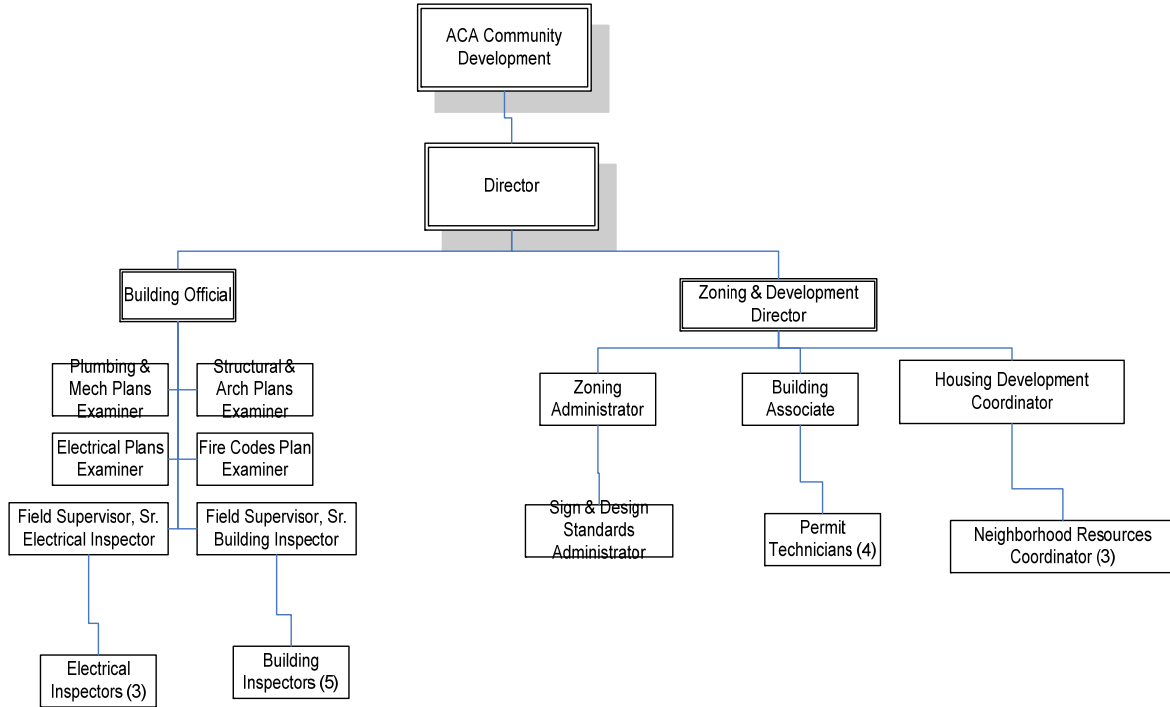 ACA Community
Development
Director
Building Official
Zoning & Development
Director
Plumbing &
Mech Plans
Examiner
Structural &
Arch Plans
Examiner
Zoning
Administrator
Building
Associate
Housing Development
Coordinator
Electrical Plans
Examiner
Fire Codes Plan
Examiner
Field Supervisor, Sr.
Electrical Inspector
Field Supervisor, Sr.
Building Inspector
Sign & Design
Standards
Administrator
Permit
Technicians (4)
Neighborhood Resources
Coordinator (3)
Electrical
Inspectors (3)
Building
Inspectors (5)